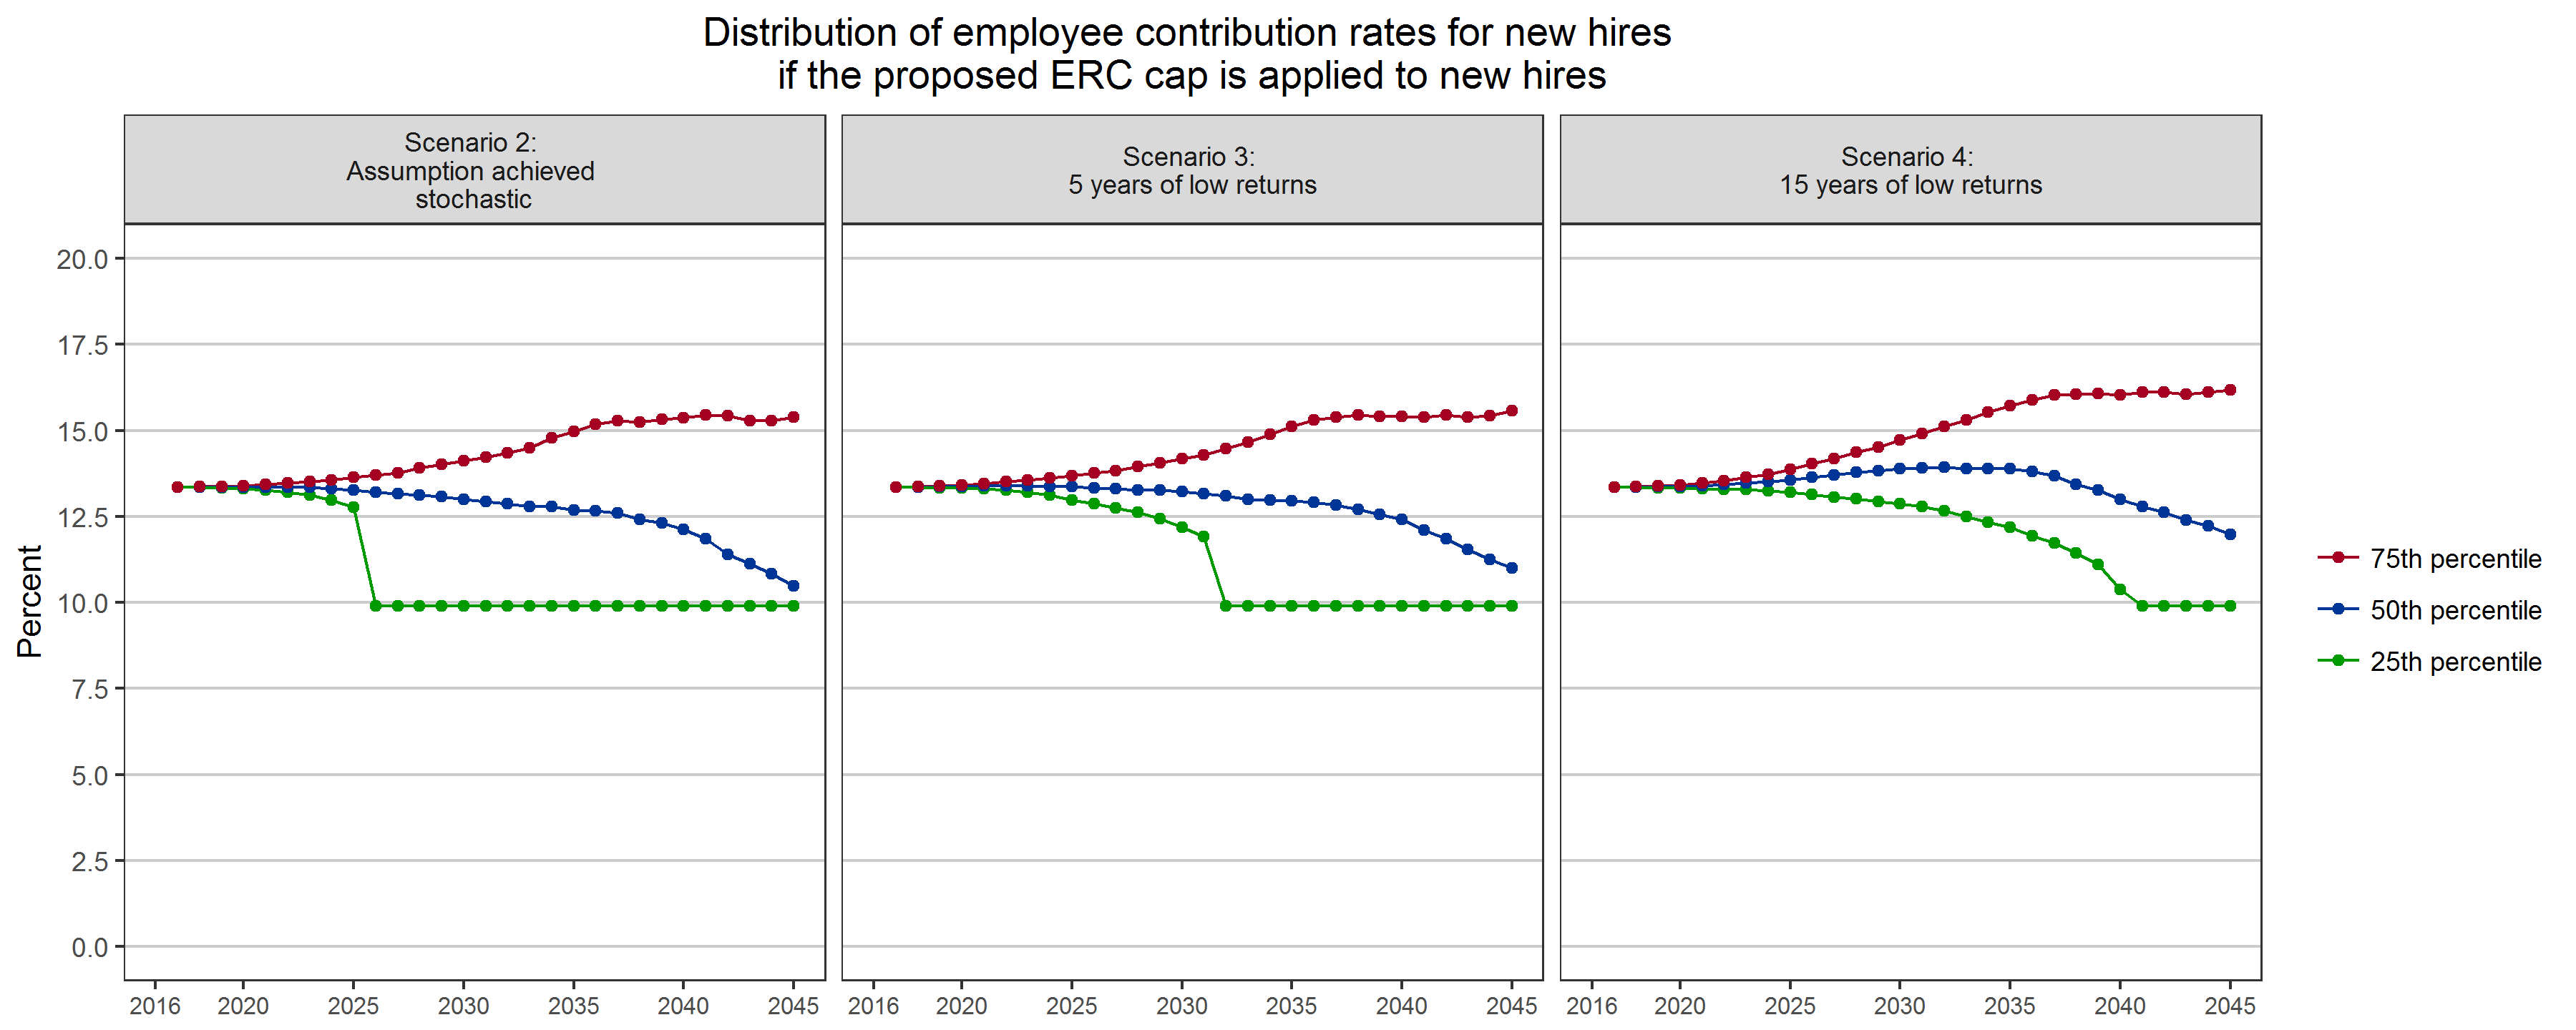 Distribution of employee contribution rates for new hires
if the proposed ERC cap is applied to new hires
Scenario 2:
Assumption achieved
stochastic
Scenario 3:
5 years of low returns
Scenario 4:
15 years of low returns
Percent
20.0
17.5
15.0
12.5
10.0
7.5
5.0
2.5
0.0
2016 2020 2025 2030 2035 2040 2045
2016 2020 2025 2030 2035 2040 2045
2016 2020 2025 2030 2035 2040 2045
75th percentile
50th percentile
25th percentile